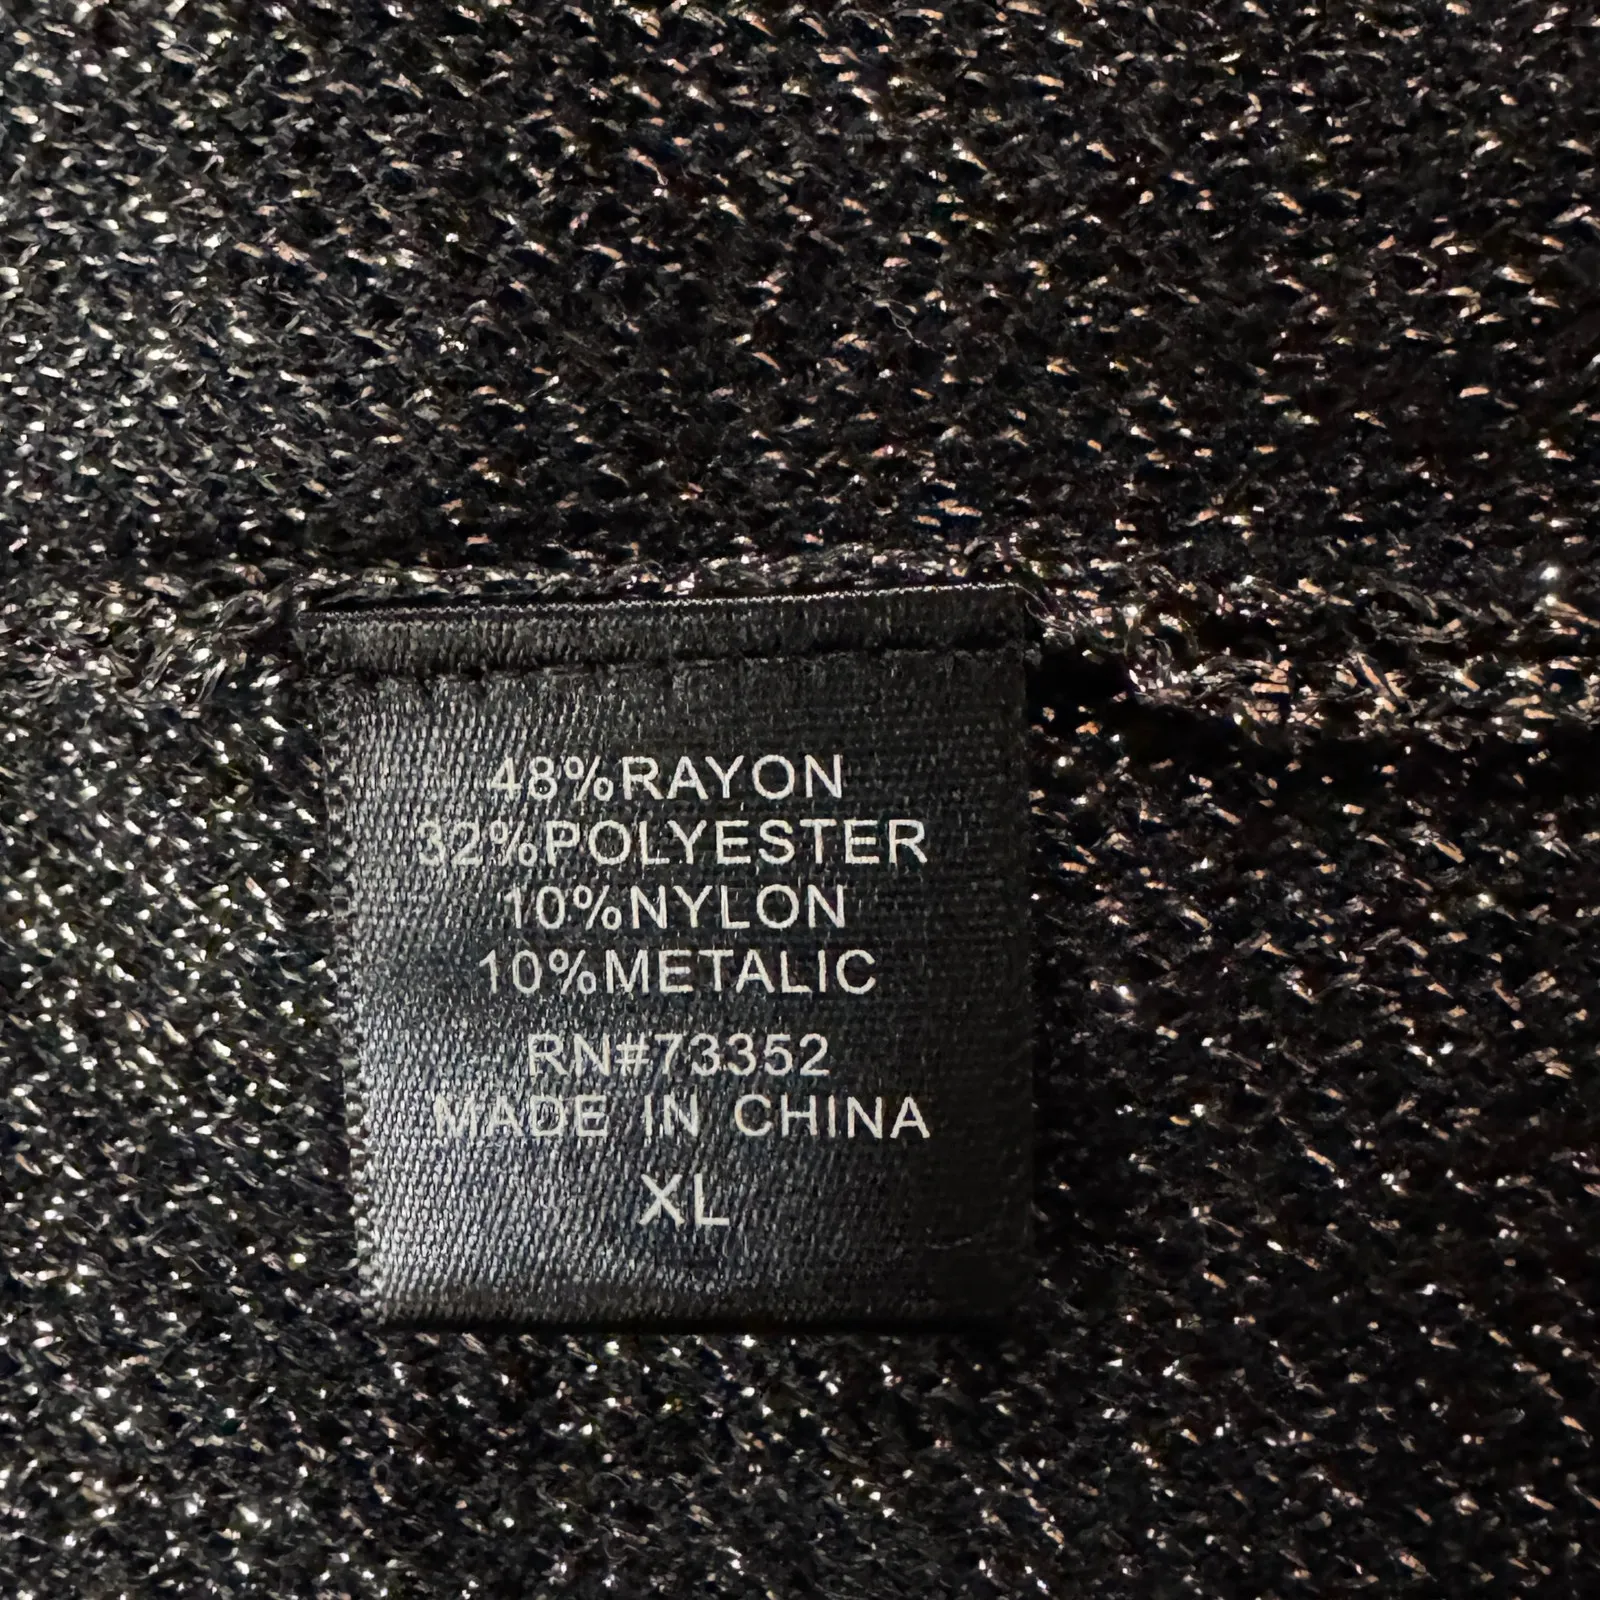 48%RAYON
32%POLYESTER
10%NYLON
10%METALIC
RN#73352
MADE IN CHINA
XL